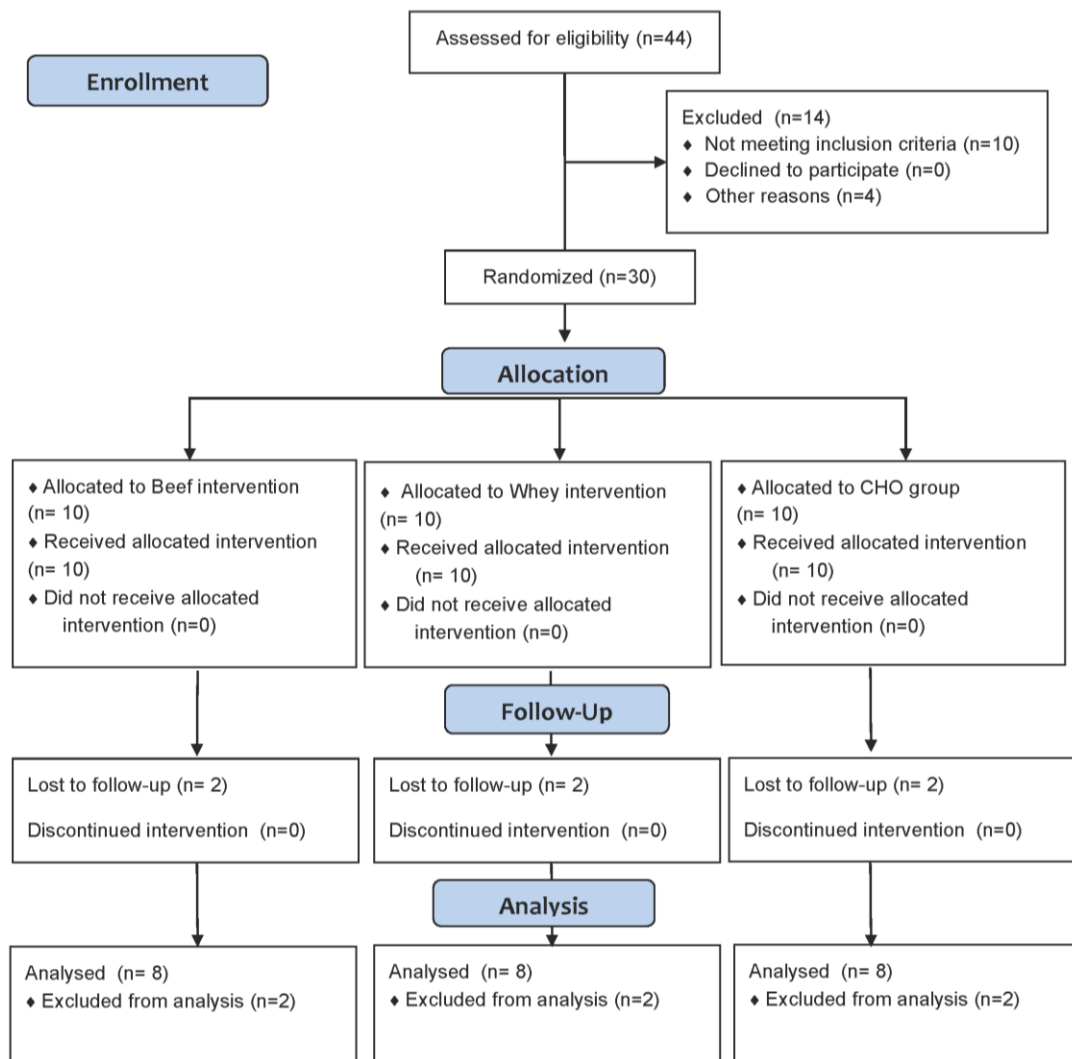 Assessed for eligibility (n=44)
Enrollment
Excluded  (n=14)
♦ Not meeting inclusion criteria (n=10)
♦ Declined to participate (n=0)
♦ Other reasons (n=4)
Randomized (n=30)
Allocation
♦ Allocated to Beef intervention
(n= 10)
♦ Received allocated intervention
(n= 10)
♦ Did not receive allocated
intervention (n=0)
♦ Allocated to Whey intervention
(n= 10)
♦ Received allocated intervention
(n= 10)
♦ Did not receive allocated
intervention (n=0)
♦ Allocated to CHO group
(n= 10)
♦ Received allocated intervention
(n= 10)
♦ Did not receive allocated
intervention (n=0)
Follow-Up
Lost to follow-up (n= 2)
Discontinued intervention  (n=0)
Lost to follow-up (n= 2)
Discontinued intervention  (n=0)
Lost to follow-up (n= 2)
Discontinued intervention  (n=0)
Analysis
Analysed  (n= 8)
♦ Excluded from analysis (n=2)
Analysed  (n= 8)
♦ Excluded from analysis (n=2)
Analysed  (n= 8)
♦ Excluded from analysis (n=2)